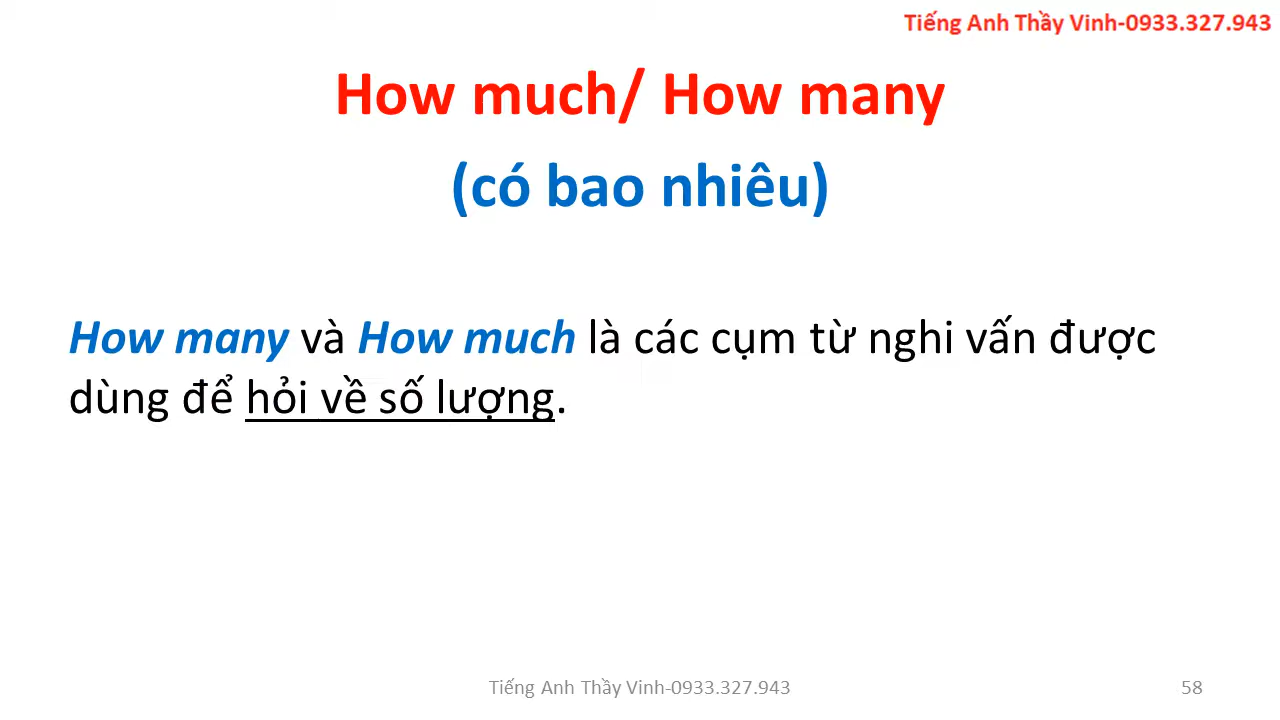 Tiếng Anh Thầy Vinh-0933.327.943
How much/ How many
(có bao nhiêu)
How many và How much là các cụm từ nghi vấn được
dùng để hỏi về số lượng.
Tiếng Anh Thầy Vinh-0933.327.943
58